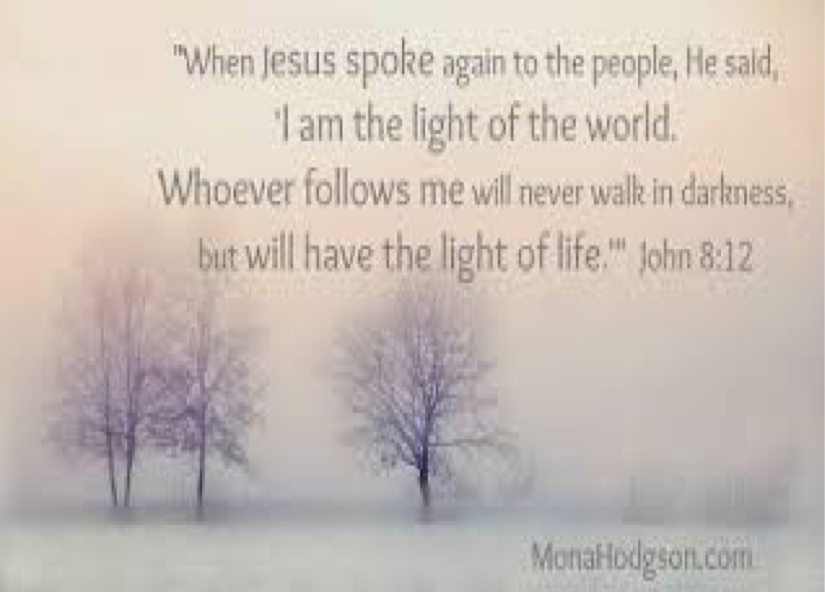 "When Jesus spoke again to the people, He said,
'I am the light of the world.
Whoever follows me will never walk in darkness,
but will have the light of life.'" John 8:12
MonaHodgson.com